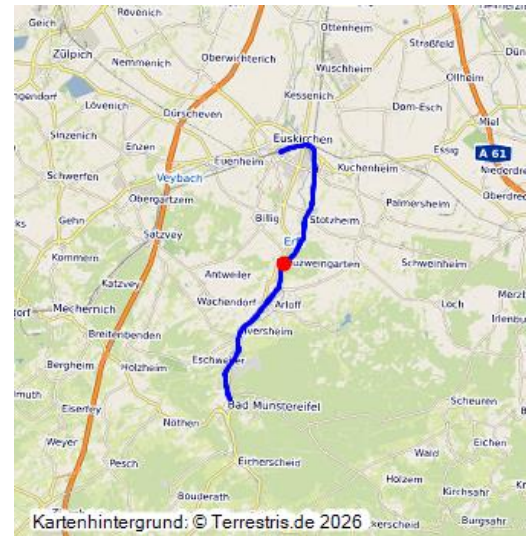 Geich
Rövenich
Ottenheim
Straßfeld
Zülpich
Nemmenich
Oberwichterich
Wüschheim
Ollheim
Lövenich
Kessenich
Dürscheven
Dom-Esch
Miel
Sinzenich
Enzen
Euskirchen
Essig
A 61
Euenheim
Kuchenheim
Schwerfen
Veybach
Obergartzem
Palmersheim
Gehn
Billig
Stotzheim
Satzvey
Kommern
Antweiler
Schweinheim
Katzvey
Wachendorf
Arloff
Loch
Mechernich
Breitenbenden
Bergheim
Holzheim
Eschweiler
Scheuren
Eiserfey
Bad Münstereifel
Nöthen
Weyer
Eichen
Pesch
Eicherscheid
Wald
Holzem
Kirchsahr
Bouderath
Burgsahr
Kartenhintergrund: © Terrestris.de 2026